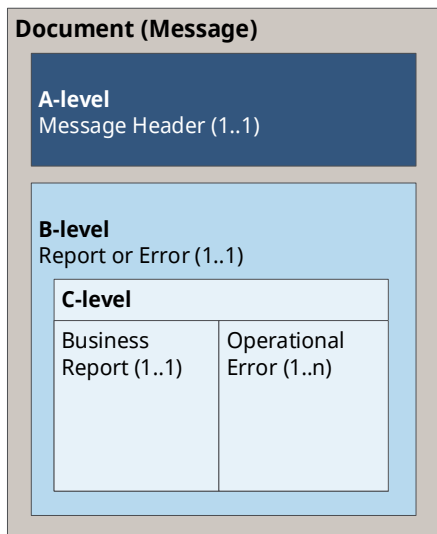 Document (Message)
A-level
Message Header (1..1)
B-level
Report or Error (1..1)
C-level
Business
Report (1..1)
Operational
Error (1..n)